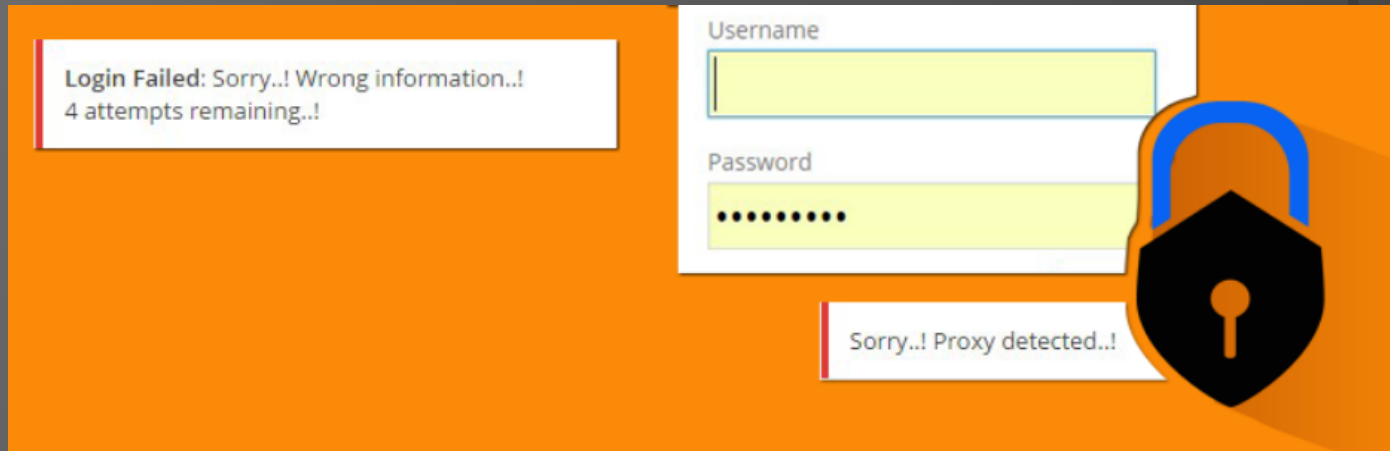 Login Failed: Sorry..! Wrong information..!
4 attempts remaining..!
Username
Password
Sorry..! Proxy detected..!